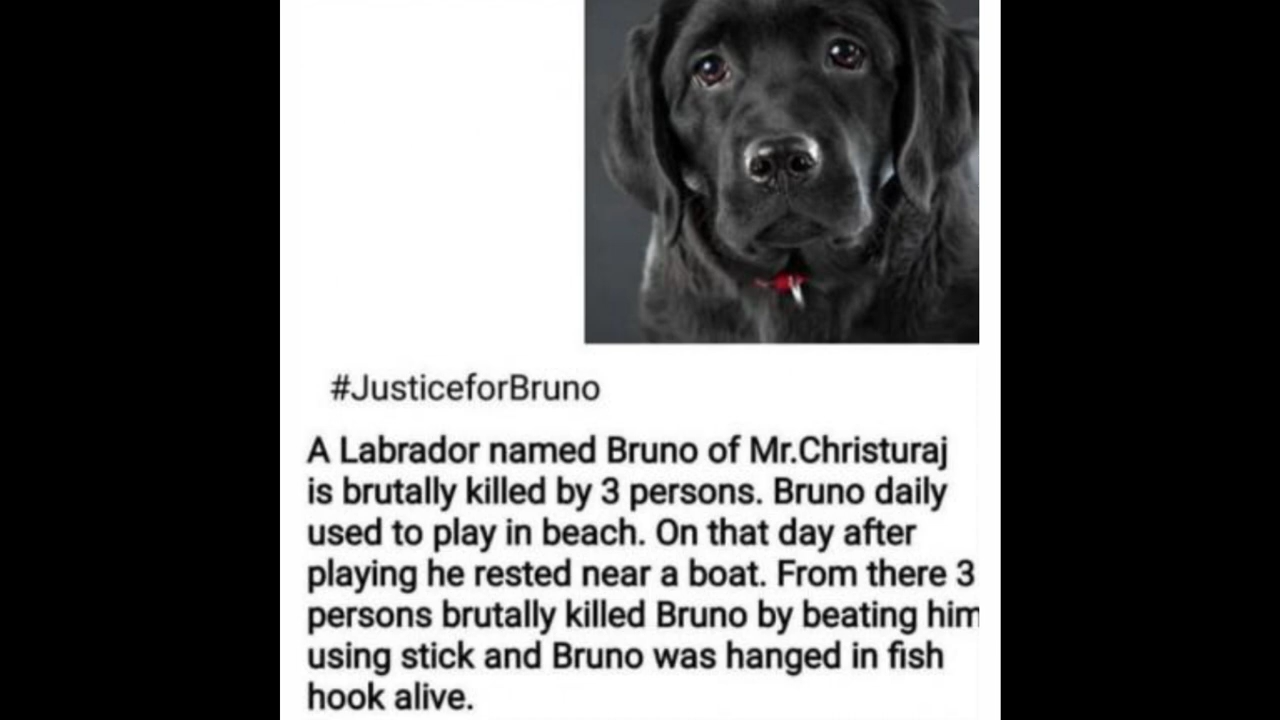 #JusticeforBruno
A Labrador named Bruno of Mr.Christuraj
is brutally killed by 3 persons. Bruno daily
used to play in beach. On that day after
playing he rested near a boat. From there 3
persons brutally killed Bruno by beating him
using stick and Bruno was hanged in fish
hook alive.